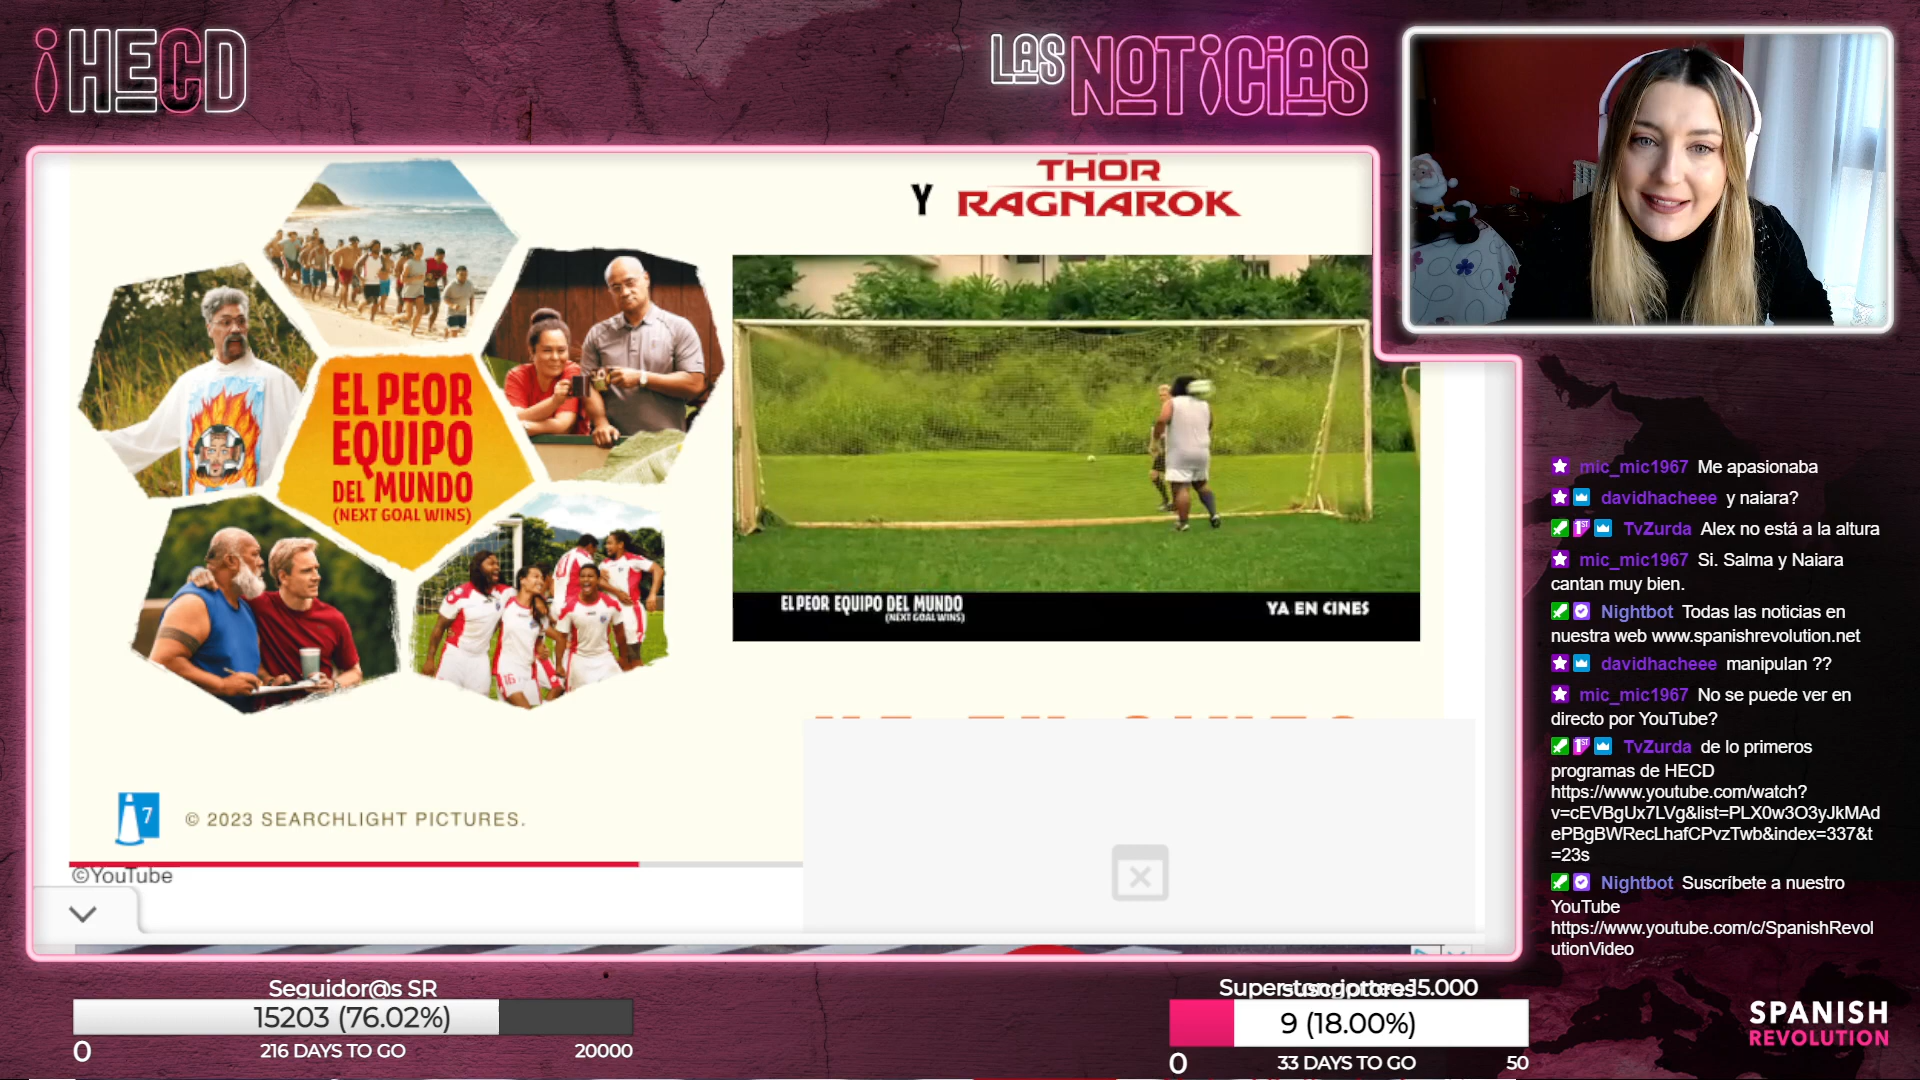 ¡HECD
LAS NOTICIAS
Y
THOR
RAGNAROK
EL PEOR
EQUIPO
DEL MUNDO
(NEXT GOAL WINS)
EL PEOR EQUIPO DEL MUNDO
(NEXT GOAL WINS)
YA EN CINES
7
© 2023 SEARCHLIGHT PICTURES.
©YouTube
mic_mic1967 Me apasionaba
davidhacheee y naiara?
TvZurda Alex no está a la altura
mic_mic1967 Si. Salma y Naiara
cantan muy bien.
Nightbot Todas las noticias en
nuestra web www.spanishrevolution.net
davidhacheee manipulan ??
mic_mic1967 No se puede ver en
directo por YouTube?
TvZurda de lo primeros
programas de HECD
https://www.youtube.com/watch?
v=cEVBgUx7LVg&list=PLX0w3O3yJkMAd
ePBgBWRecLhafCPvzTwb&index=337&t
=23s
Nightbot Suscríbete a nuestro
YouTube
https://www.youtube.com/c/SpanishRevol
utionVideo
Seguidor@s SR
15203 (76.02%)
0
216 DAYS TO GO
20000
15.000
9 (18.00%)
0
33 DAYS TO GO
50
SPANISH
REVOLUTION